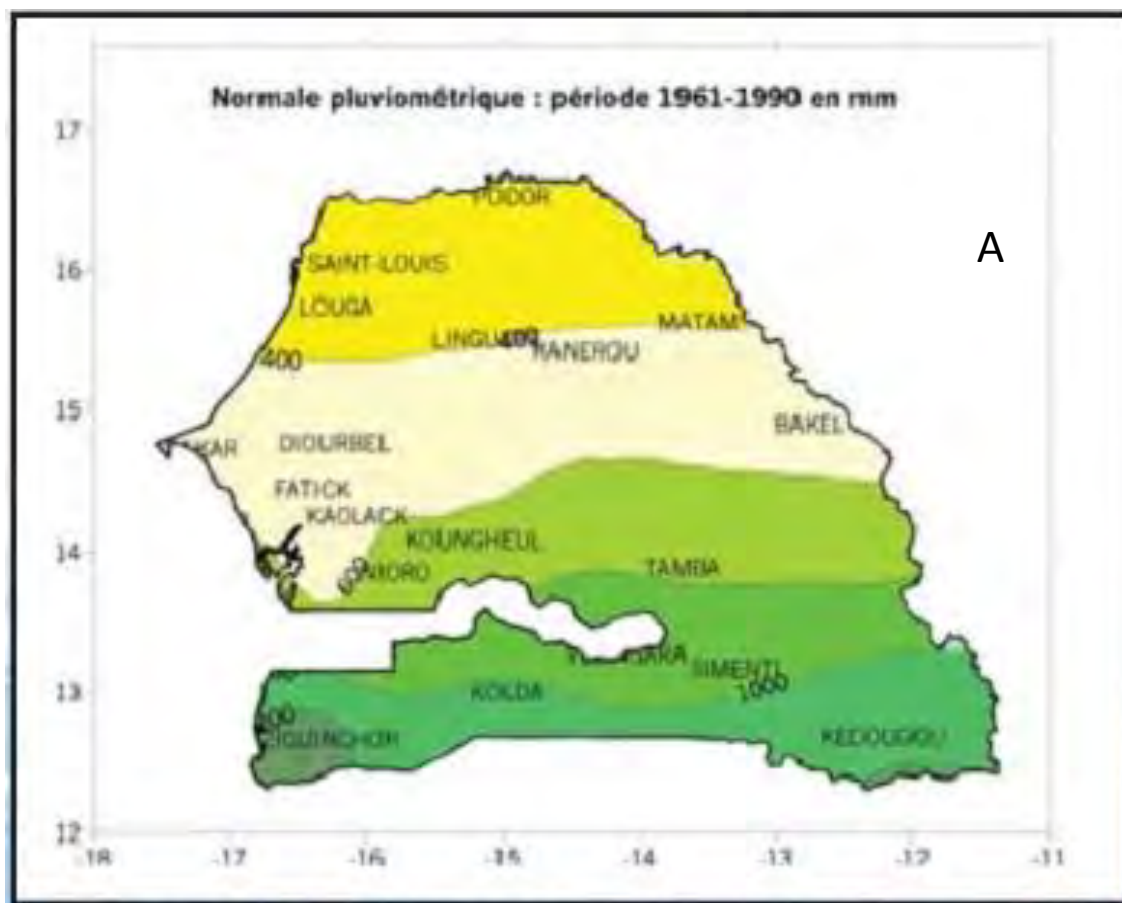 Normale pluviométrique : période 1961-1990 en mm
17
PODOR
A
16
SAINT-LOUIS
LOUGA
MATAM
400
400
RANEROU
15
BAKEL
DIOURBEL
FATICK
KAOLACK
KOUNGHEUL
14
TAMBA
NIORO
SIMENTI
13
KOLDA
1000
KEDOUGOU
12
-18
-17
-16
-15
-14
-13
-12
-11